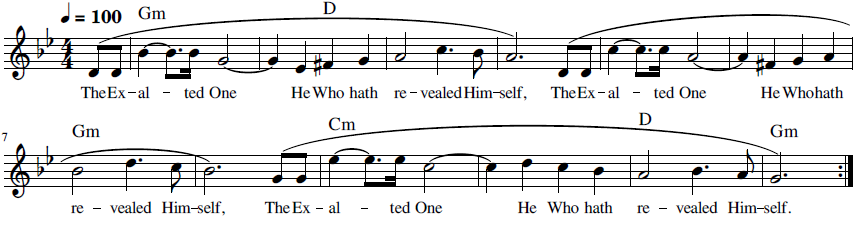 = 100 Gm D
4 4
The Ex – al – ted One He Who hath re – vealed Him – self, The Ex – al – ted One He Who hath
7 Gm Cm D Gm
re – vealed Him – self, The Ex – al – ted One He Who hath re – vealed Him – self.